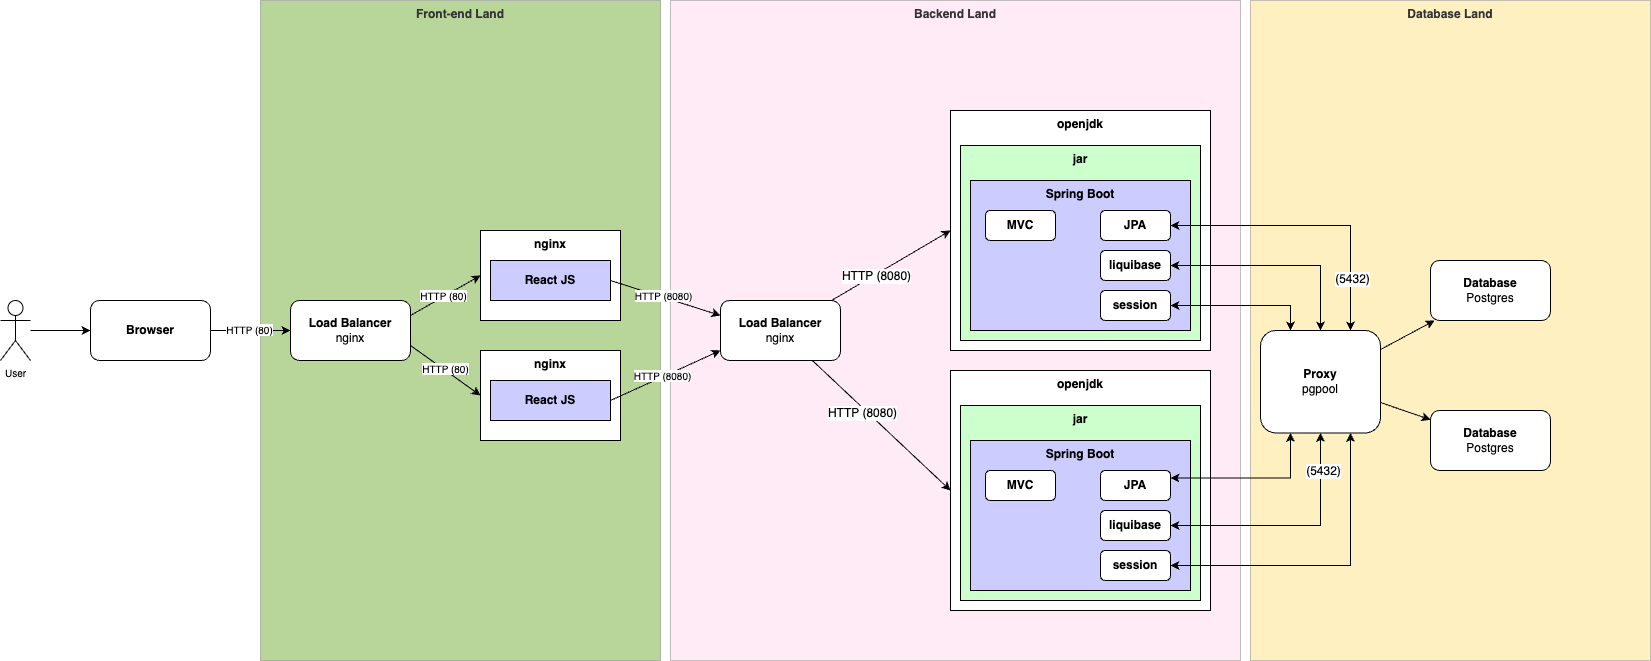 Front-end Land
Backend Land
Database Land
User
Browser
HTTP (80)
Load Balancer
nginx
HTTP (80)
HTTP (80)
nginx
React JS
nginx
React JS
HTTP (8080)
HTTP (8080)
Load Balancer
nginx
HTTP (8080)
HTTP (8080)
openjdk
jar
Spring Boot
MVC
JPA
liquibase
session
openjdk
jar
Spring Boot
MVC
JPA
liquibase
session
(5432)
(5432)
Proxy
pgpool
Database
Postgres
Database
Postgres